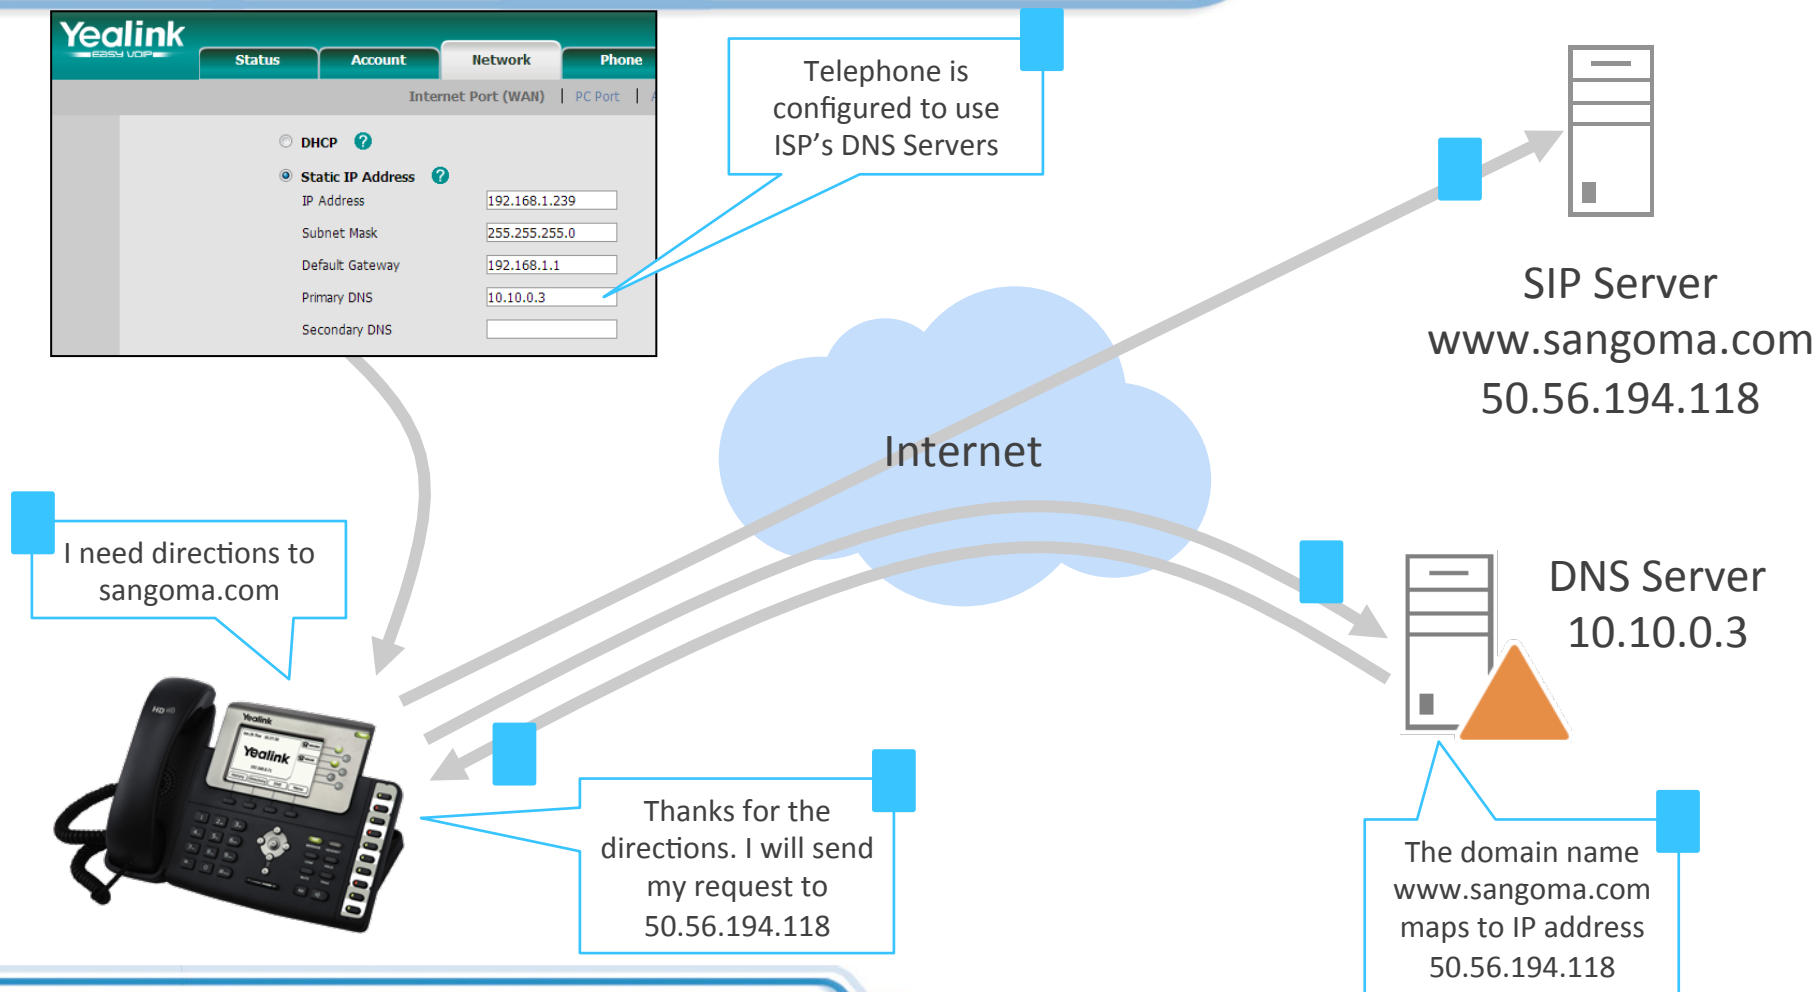 Yealink
EASY VOIP
Status Account Network Phone
Internet Port (WAN) | PC Port |
DHCP ?
Static IP Address ?
IP Address 192.168.1.239
Subnet Mask 255.255.255.0
Default Gateway 192.168.1.1
Primary DNS 10.10.0.3
Secondary DNS
Telephone is
configured to use
ISP's DNS Servers
SIP Server
www.sangoma.com
50.56.194.118
Internet
I need directions to
sangoma.com
DNS Server
10.10.0.3
HD
Yealink
Yealink
Thanks for the
directions. I will send
my request to
50.56.194.118
The domain name
www.sangoma.com
maps to IP address
50.56.194.118